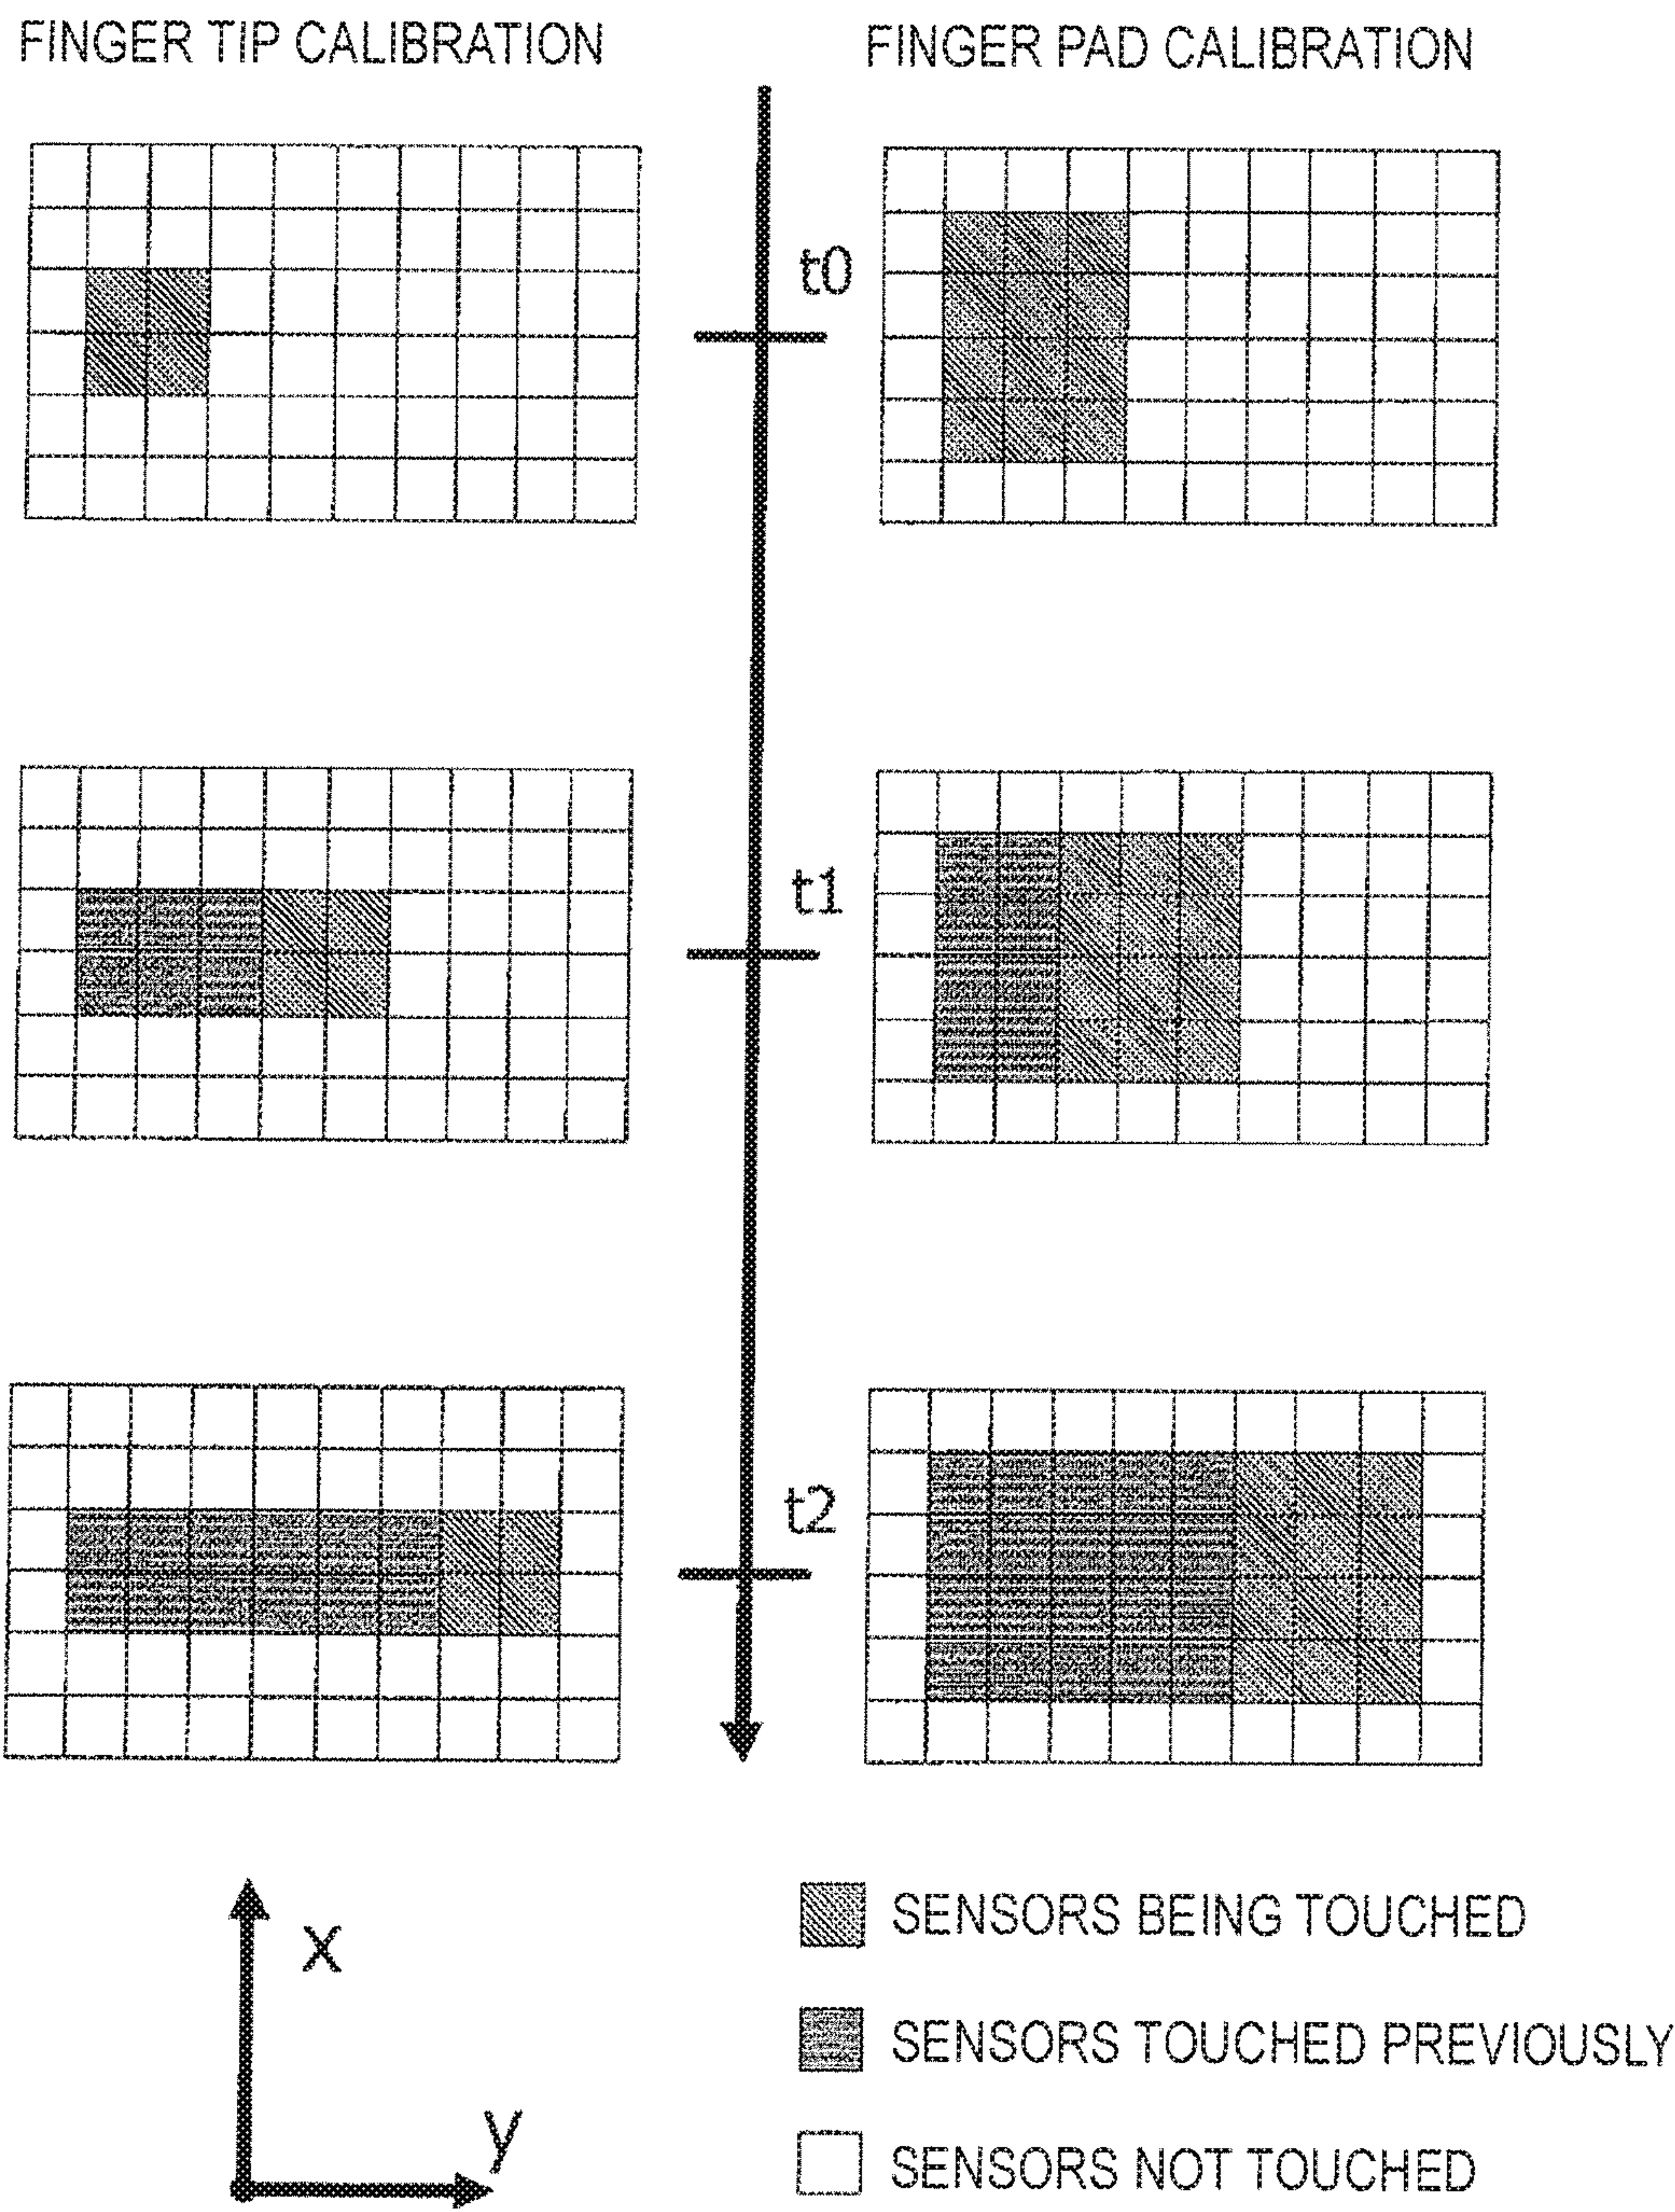 FINGER TIP CALIBRATION
FINGER PAD CALIBRATION
t0
t1
t2
x
y
SENSORS BEING TOUCHED
SENSORS TOUCHED PREVIOUSLY
SENSORS NOT TOUCHED